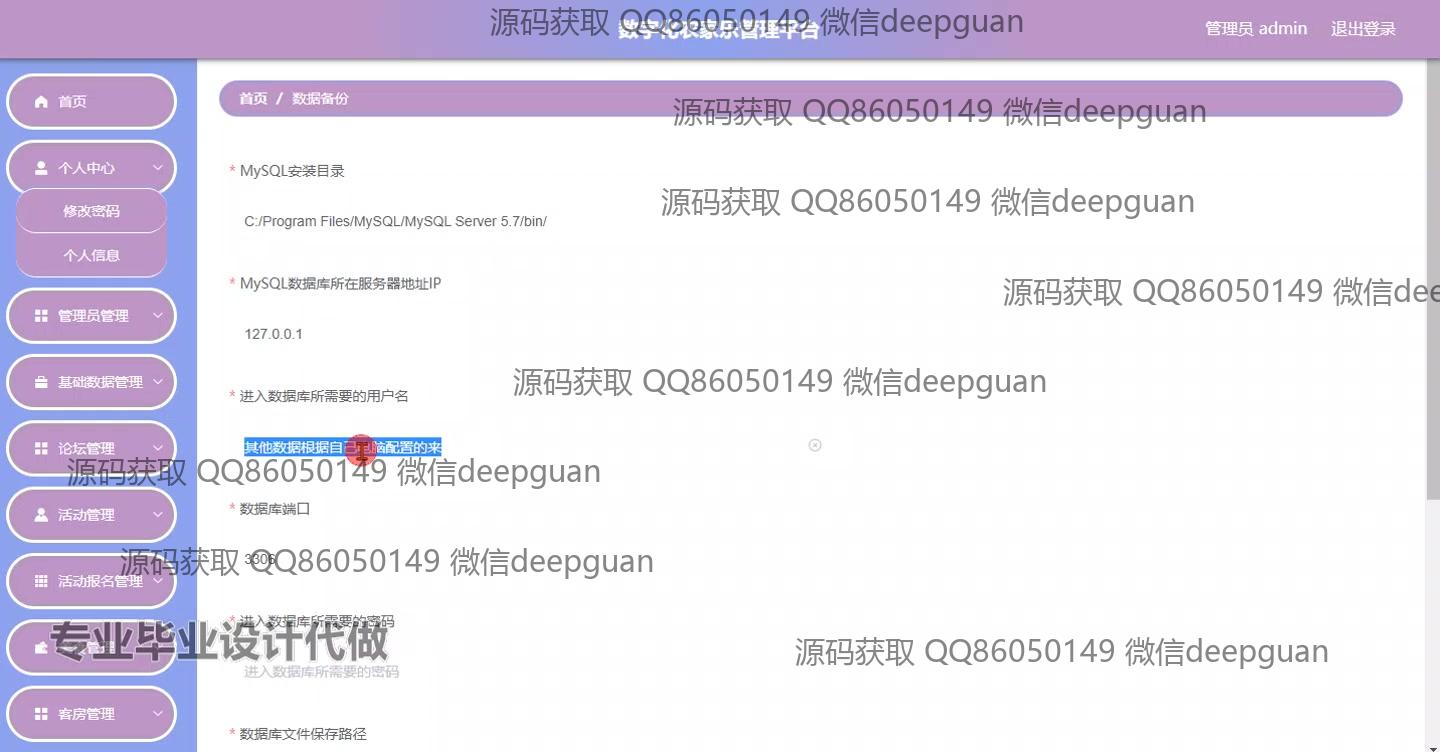 数字化农家乐管理平台
源码获取 QQ86050149 微信deepguan
管理员 admin
退出登录
首页
首页 / 数据备份
源码获取 QQ86050149 微信deepguan
个人中心
* MySQL安装目录
修改密码
源码获取 QQ86050149 微信deepguan
C:/Program Files/MySQL/MySQL Server 5.7/bin/
个人信息
* MySQL数据库所在服务器地址IP
源码获取 QQ86050149 微信dee
管理员管理
127.0.0.1
基础数据管理
源码获取 QQ86050149 微信deepguan
* 进入数据库所需要的用户名
论坛管理
其他数据根据自己电脑配置的来
源码获取 QQ86050149 微信deepguan
* 数据库端口
活动管理
3306
源码获取 QQ86050149 微信deepguan
活动报名管理
* 进入数据库所需要的密码
专业毕业设计代做
源码获取 QQ86050149 微信deepguan
进入数据库所需要的密码
客房管理
* 数据库文件保存路径